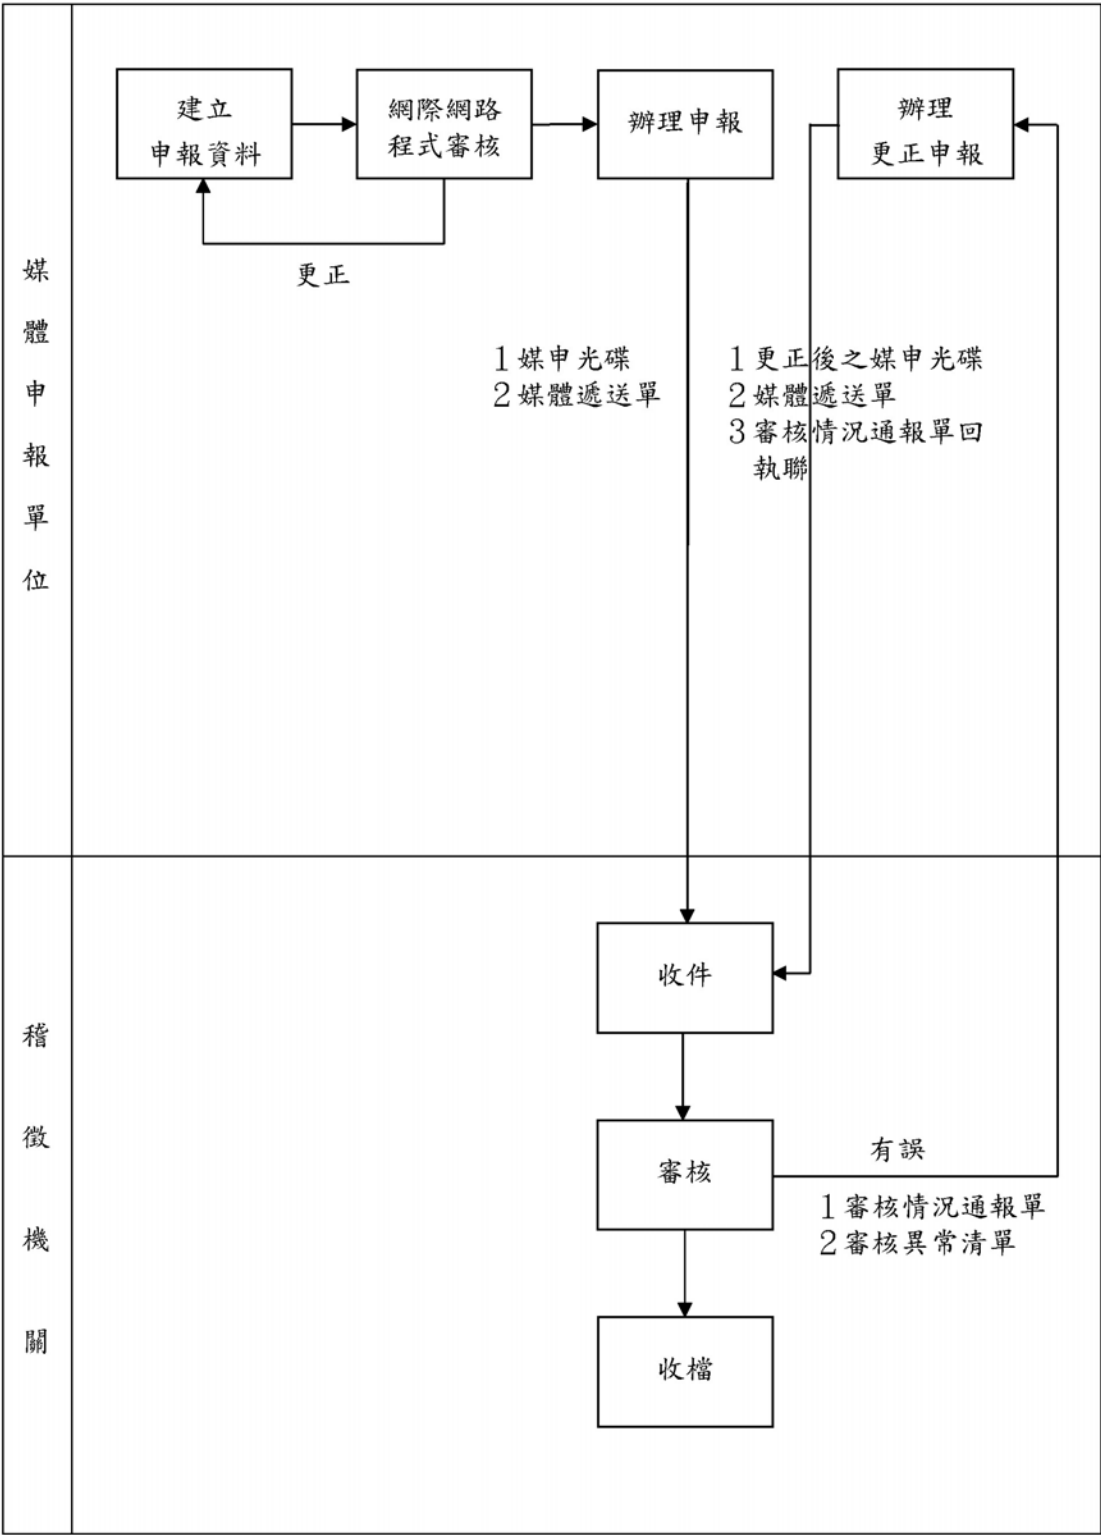 建立
申報資料
網際網路
程式審核
辦理申報
辦理
更正申報
更正
媒體申報單位
1媒申光碟
2媒體遞送單
1更正後之媒申光碟
2媒體遞送單
3審核情況通報單回
執聯
稽徵機關
收件
審核
有誤
1審核情況通報單
2審核異常清單
收檔